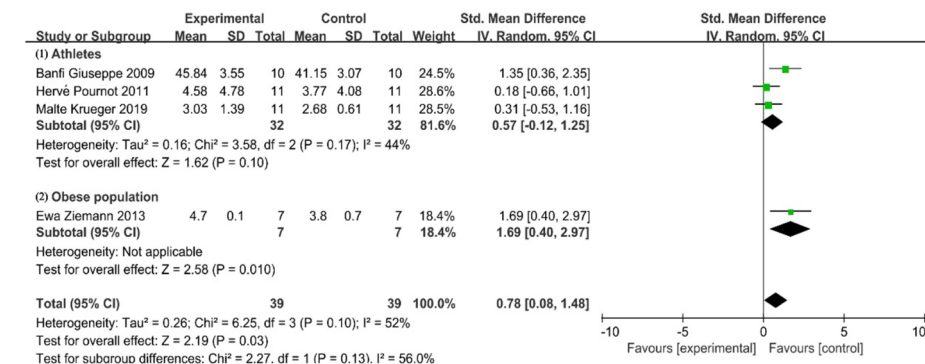 Experimental Control Std. Mean Difference Std. Mean Difference
Study or Subgroup Mean SD Total Mean SD Total Weight IV. Random. 95% CI IV. Random. 95% CI
(1) Athletes
Banfi Giuseppe 2009 45.84 3.55 10 41.15 3.07 10 24.5% 1.35 [0.36, 2.35]
Hervé Pournot 2011 4.58 4.78 11 3.77 4.08 11 28.6% 0.18 [-0.66, 1.01]
Malte Krueger 2019 3.03 1.39 11 2.68 0.61 11 28.5% 0.31 [-0.53, 1.16]
Subtotal (95% CI) 32 32 81.6% 0.57 [-0.12, 1.25]
Heterogeneity: Tau² = 0.16; Chi² = 3.58, df = 2 (P = 0.17); I² = 44%
Test for overall effect: Z = 1.62 (P = 0.10)
(2) Obese population
Ewa Ziemann 2013 4.7 0.1 7 3.8 0.7 7 18.4% 1.69 [0.40, 2.97]
Subtotal (95% CI) 7 7 18.4% 1.69 [0.40, 2.97]
Heterogeneity: Not applicable
Test for overall effect: Z = 2.58 (P = 0.010)
Total (95% CI) 39 39 100.0% 0.78 [0.08, 1.48]
Heterogeneity: Tau² = 0.26; Chi² = 6.25, df = 3 (P = 0.10); I² = 52%
Test for overall effect: Z = 2.19 (P = 0.03)
Test for subgroup differences: Chi² = 2.27, df = 1 (P = 0.13), I² = 56.0%
-10 -5 0 5 10
Favours [experimental] Favours [control]